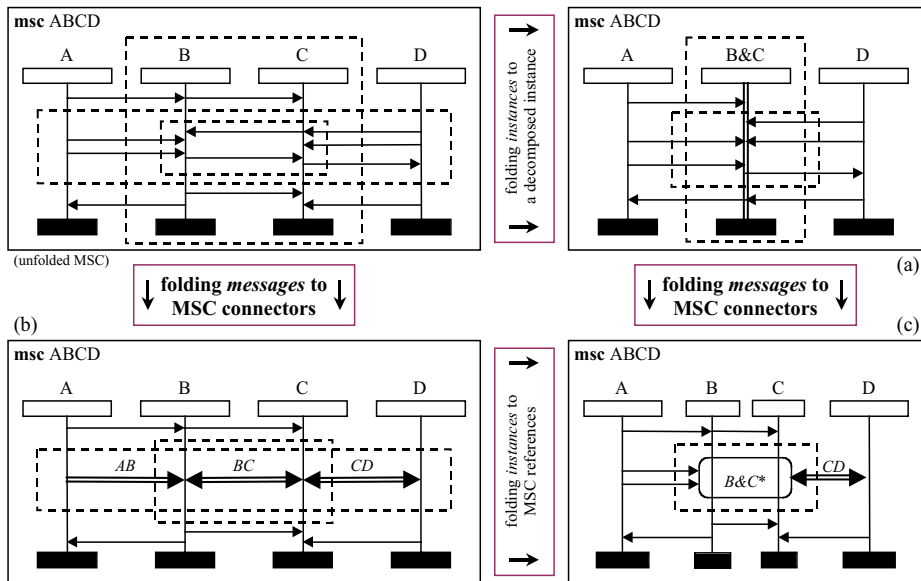 msc ABCD
A B C D
(unfolded MSC)
folding instances to
a decomposed instance
msc ABCD
A B&C D
(a)
folding messages to
MSC connectors
(b)
folding messages to
MSC connectors
(c)
msc ABCD
A B C D
AB BC CD
folding instances to
MSC references
msc ABCD
A B C D
B&C* CD